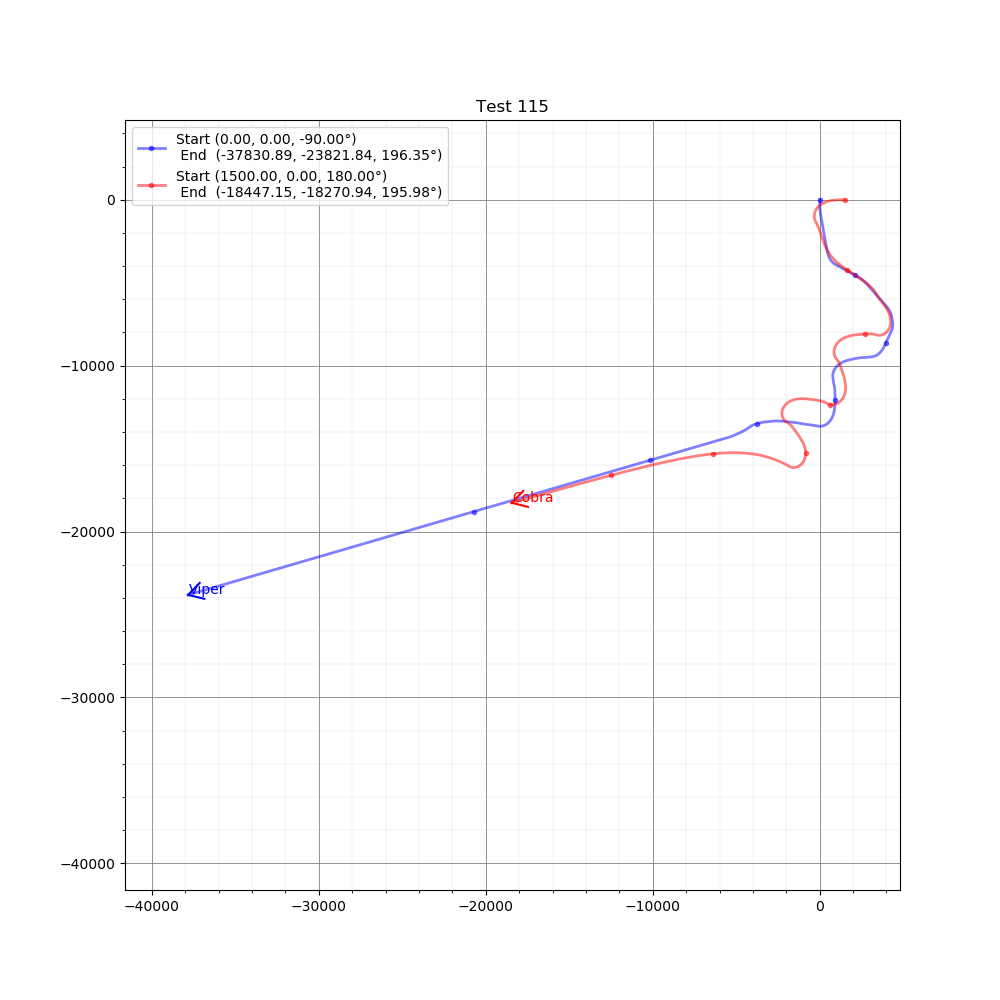 Test 115
Start (0.00, 0.00, -90.00°)
End  (-37830.89, -23821.84, 196.35°)
Start (1500.00, 0.00, 180.00°)
End  (-18447.15, -18270.94, 195.98°)
0
−10000
−20000
−30000
−40000
Cobra
Viper
−40000
−30000
−20000
−10000
0